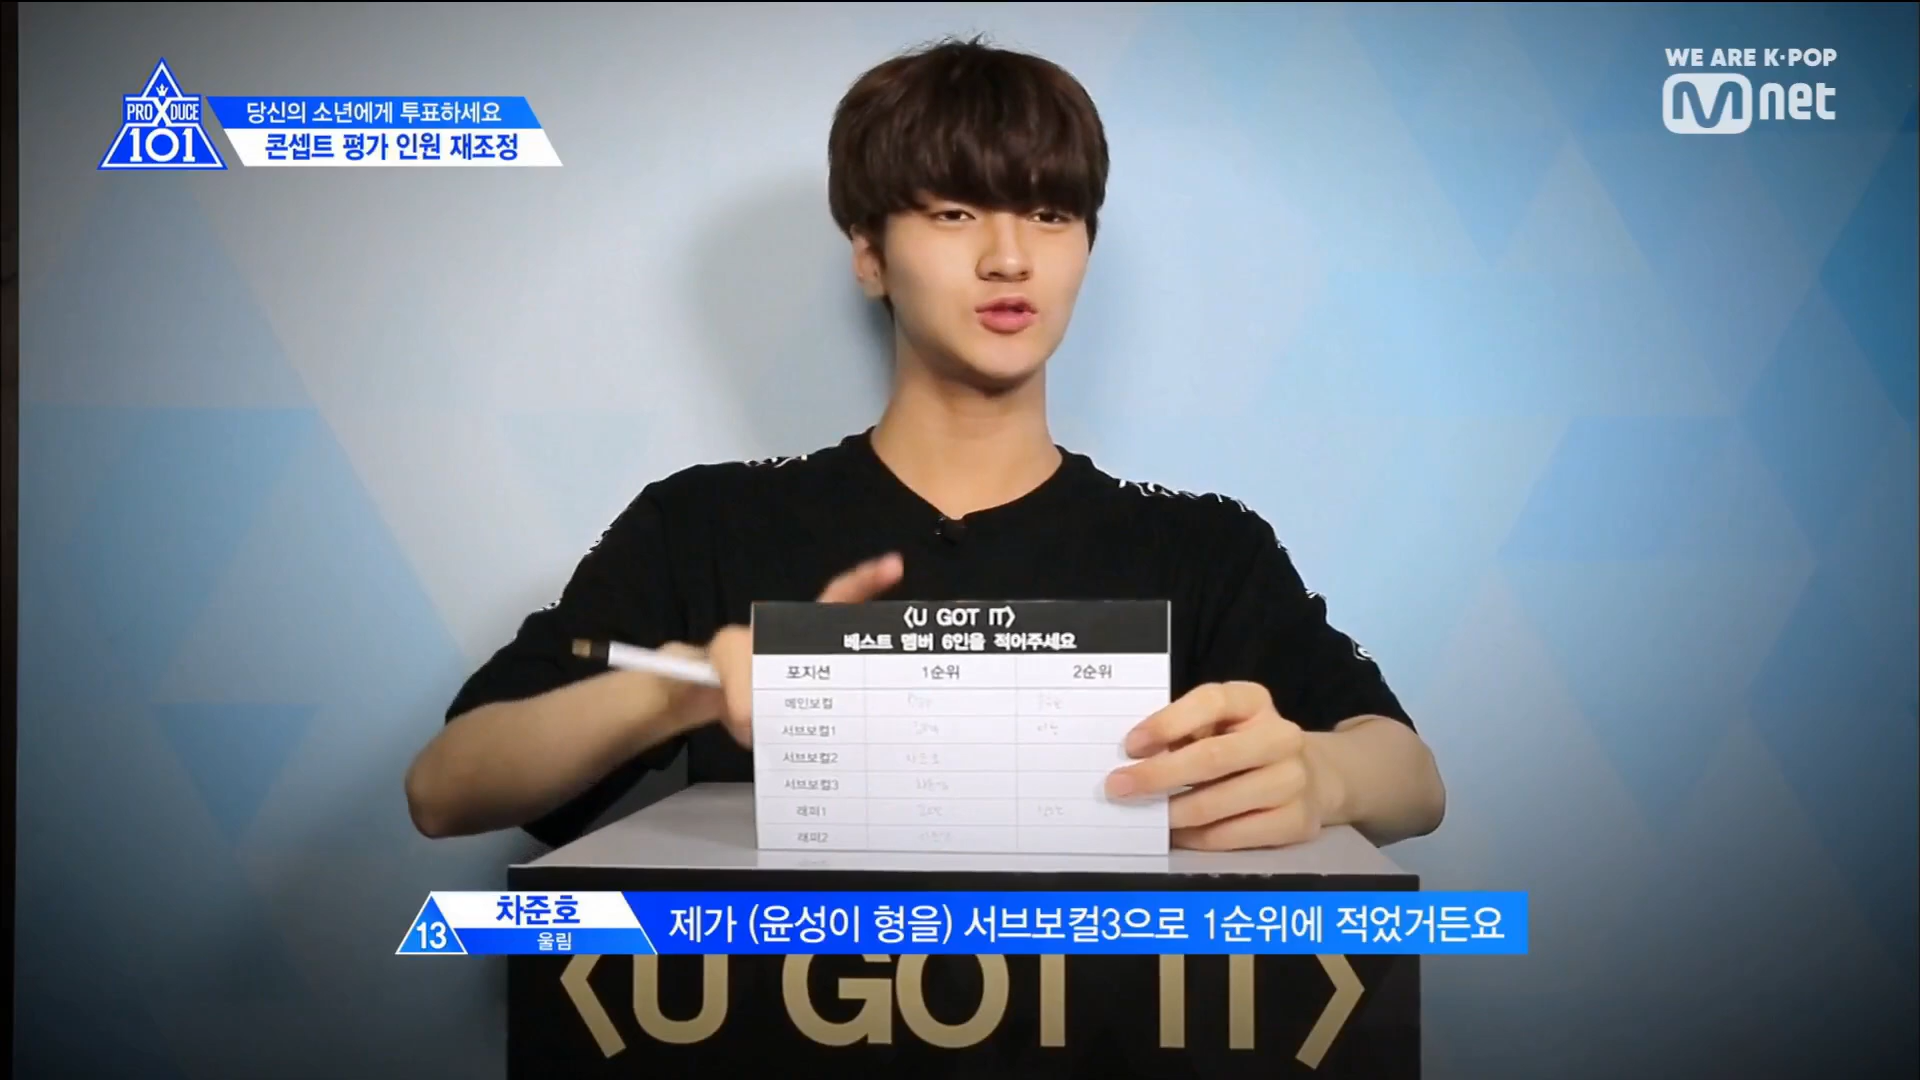 PRO X DUCE
101
당신의 소년에게 투표하세요
콘셉트 평가 인원 재조정
WE ARE K·POP
Mnet
〈U GOT IT〉
베스트 멤버 6인을 적어주세요
포지션 1순위 2순위
메인보컬
서브보컬1
서브보컬2 차준호
서브보컬3
래퍼1
래퍼2
13
차준호
울림
제가 (윤성이 형을) 서브보컬3으로 1순위에 적었거든요
〈U GOT IT〉